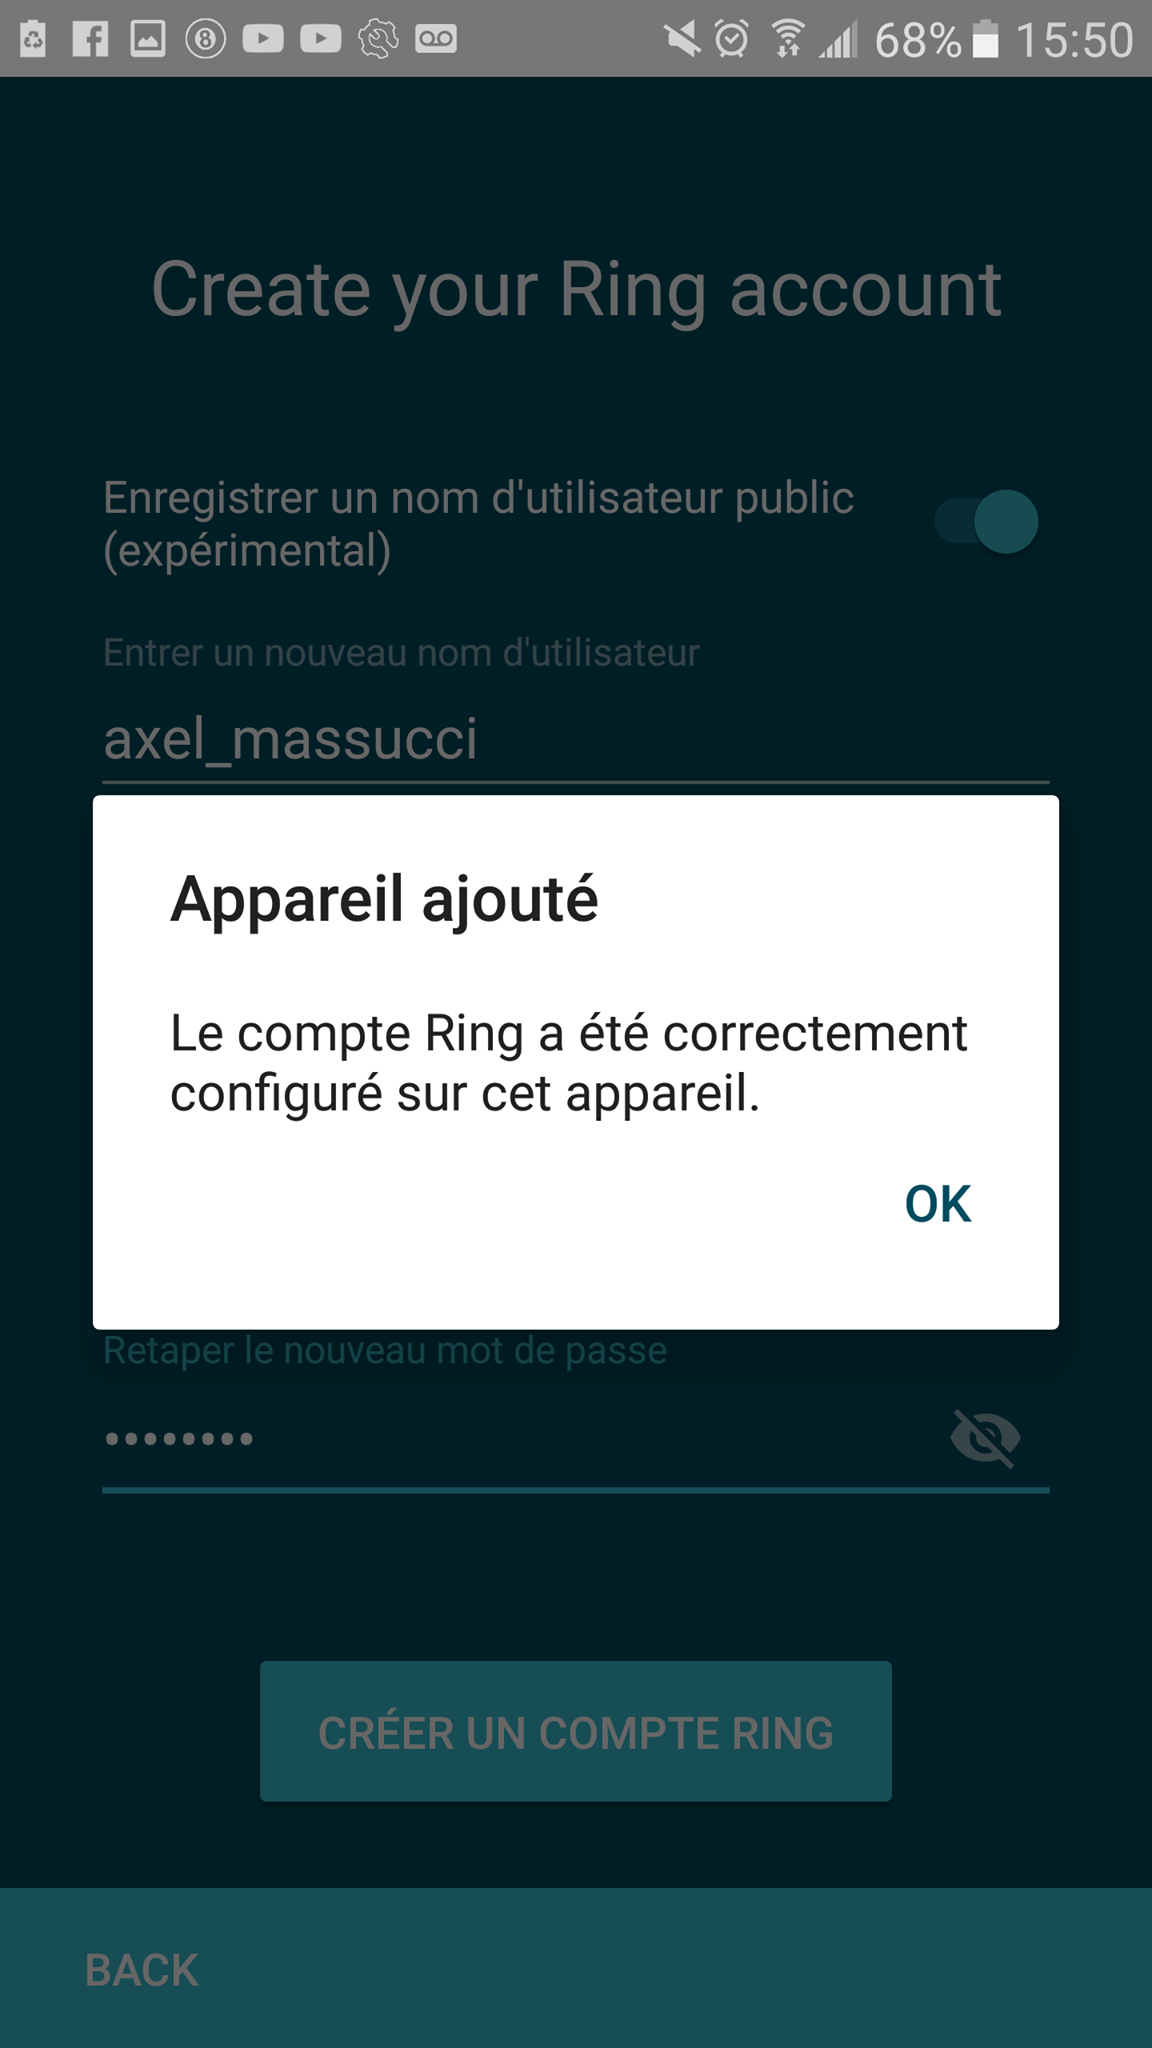 68% 15:50
Create your Ring account
Enregistrer un nom d'utilisateur public
(expérimental)
Entrer un nouveau nom d'utilisateur
axel_massucci
Appareil ajouté
Le compte Ring a été correctement
configuré sur cet appareil.
OK
Retaper le nouveau mot de passe
••••••••
CRÉER UN COMPTE RING
BACK